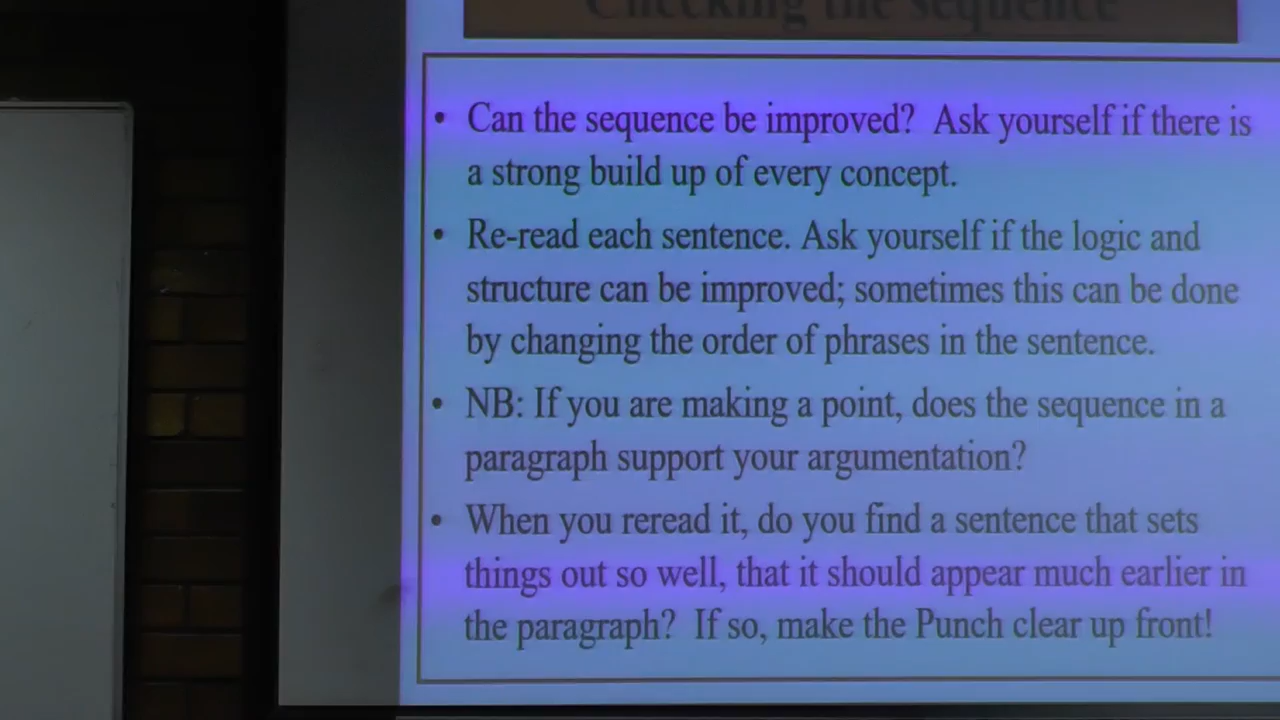 Checking the sequence
• Can the sequence be improved?  Ask yourself if there is
a strong build up of every concept.
• Re-read each sentence. Ask yourself if the logic and
structure can be improved; sometimes this can be done
by changing the order of phrases in the sentence.
• NB: If you are making a point, does the sequence in a
paragraph support your argumentation?
• When you reread it, do you find a sentence that sets
things out so well, that it should appear much earlier in
the paragraph?  If so, make the Punch clear up front!